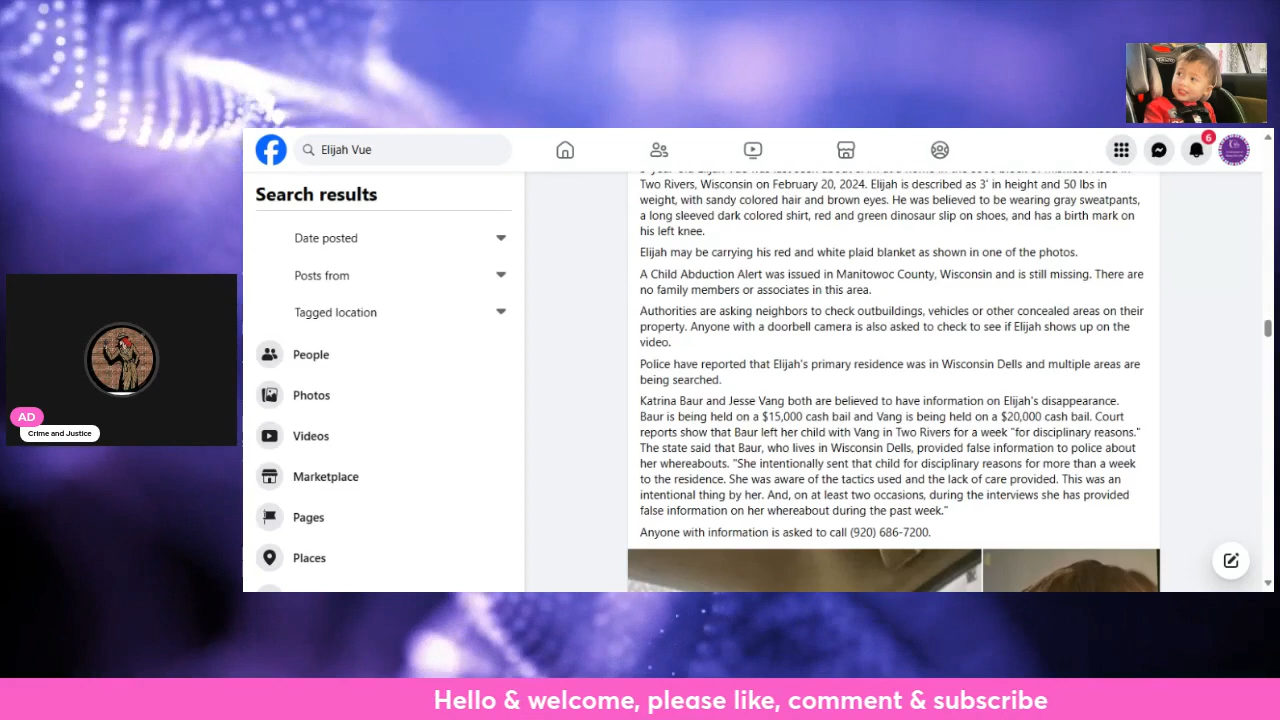 Elijah Vue
6
Search results
Date posted
Posts from
Tagged location
People
Photos
Videos
Marketplace
Pages
Places
Two Rivers, Wisconsin on February 20, 2024. Elijah is described as 3' in height and 50 lbs in
weight, with sandy colored hair and brown eyes. He was believed to be wearing gray sweatpants,
a long sleeved dark colored shirt, red and green dinosaur slip on shoes, and has a birth mark on
his left knee.
Elijah may be carrying his red and white plaid blanket as shown in one of the photos.
A Child Abduction Alert was issued in Manitowoc County, Wisconsin and is still missing. There are
no family members or associates in this area.
Authorities are asking neighbors to check outbuildings, vehicles or other concealed areas on their
property. Anyone with a doorbell camera is also asked to check to see if Elijah shows up on the
video.
Police have reported that Elijah's primary residence was in Wisconsin Dells and multiple areas are
being searched.
Katrina Baur and Jesse Vang both are believed to have information on Elijah's disappearance.
Baur is being held on a $15,000 cash bail and Vang is being held on a $20,000 cash bail. Court
reports show that Baur left her child with Vang in Two Rivers for a week "for disciplinary reasons."
The state said that Baur, who lives in Wisconsin Dells, provided false information to police about
her whereabouts. "She intentionally sent that child for disciplinary reasons for more than a week
to the residence. She was aware of the tactics used and the lack of care provided. This was an
intentional thing by her. And, on at least two occasions, during the interviews she has provided
false information on her whereabout during the past week."
Anyone with information is asked to call (920) 686-7200.
AD
Crime and Justice
Hello & welcome, please like, comment & subscribe